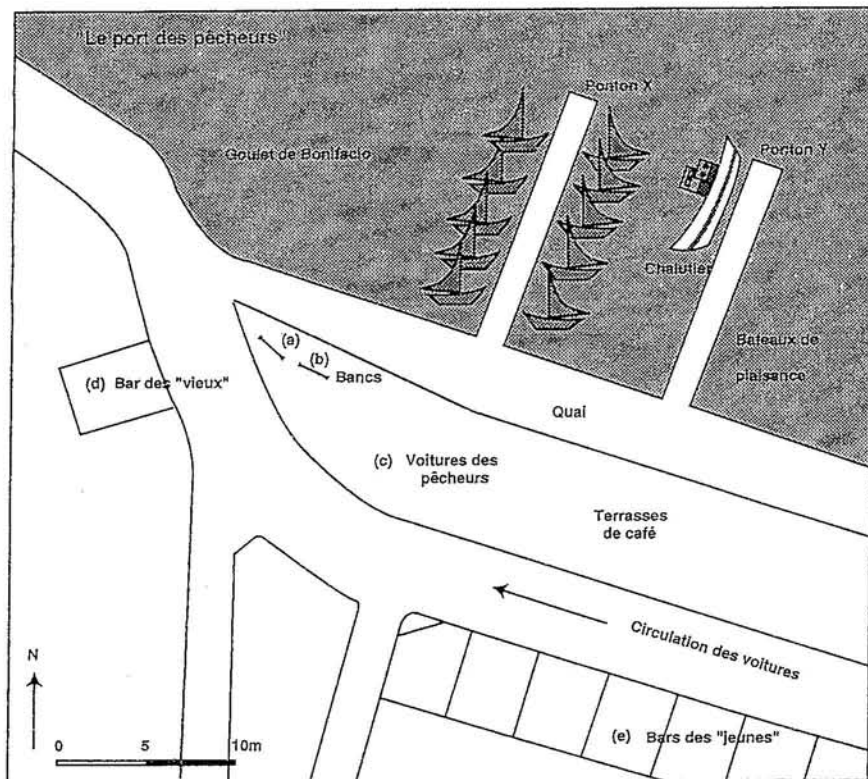 "Le port des pêcheurs"
Ponton X
Goulet de Bonifacio
Ponton Y
Chalutier
(a)
(b)
Bancs
(d) Bar des "vieux"
Bateaux de
plaisance
Quai
(c) Voitures des
pêcheurs
Terrasses
de café
Circulation des voitures
N
0 5 10m
(e) Bars des "jeunes"